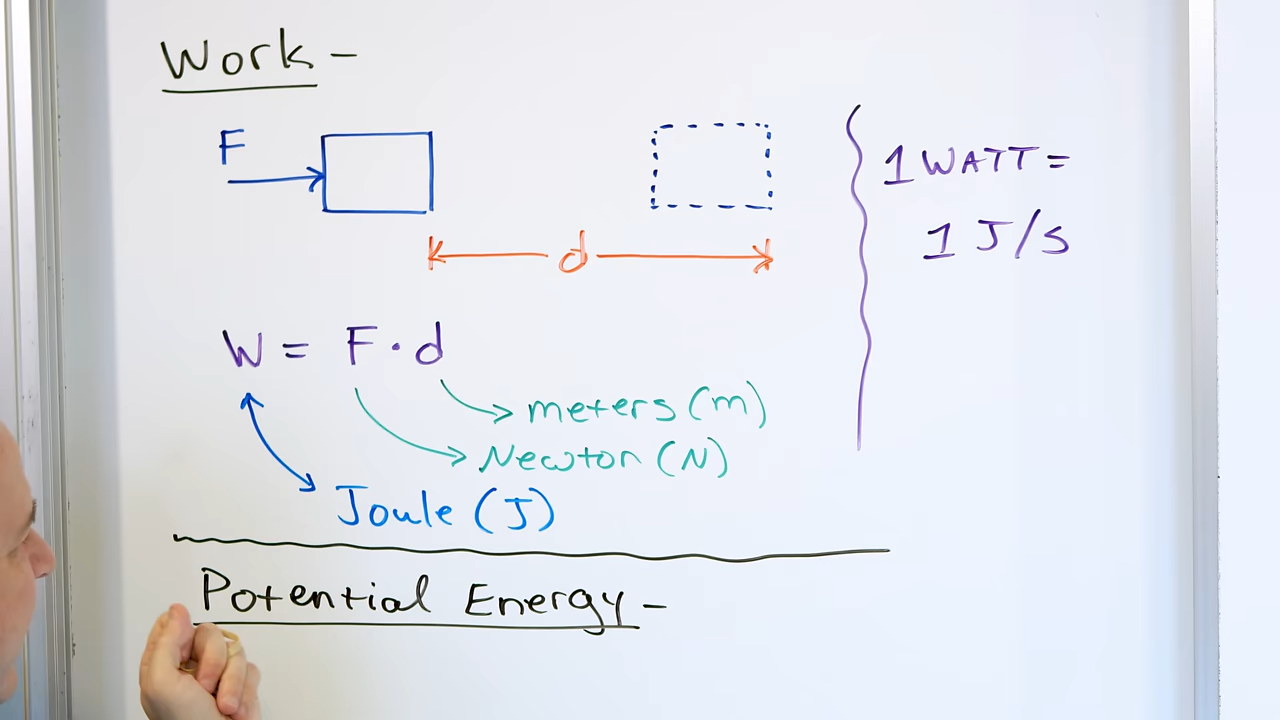 Work -
F
d
W = F · d
meters (m)
Newton (N)
Joule (J)
1 WATT =
1 J/s
Potential Energy -